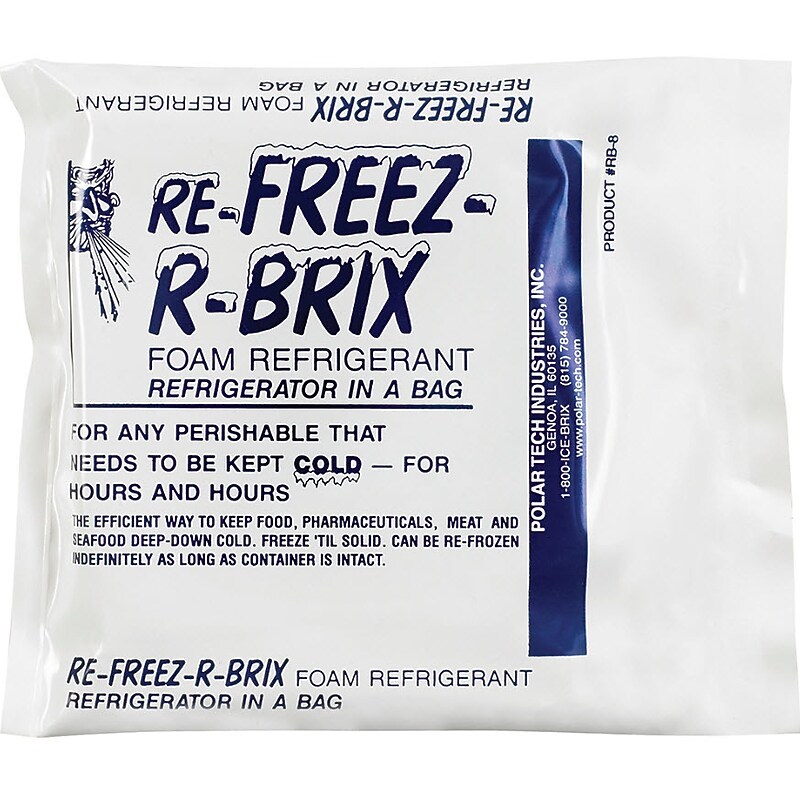 RE-FREEZ-R-BRIX FOAM REFRIGERANT
REFRIGERATOR IN A BAG
RE-FREEZ-
R-BRIX
FOAM REFRIGERANT
REFRIGERATOR IN A BAG
FOR ANY PERISHABLE THAT
NEEDS TO BE KEPT COLD — FOR
HOURS AND HOURS
THE EFFICIENT WAY TO KEEP FOOD, PHARMACEUTICALS, MEAT AND
SEAFOOD DEEP-DOWN COLD. FREEZE 'TIL SOLID. CAN BE RE-FROZEN
INDEFINITELY AS LONG AS CONTAINER IS INTACT.
POLAR TECH INDUSTRIES, INC.
GENOA, IL 60135
1-800-ICE-BRIX (815) 784-9000
www.polar-tech.com
PRODUCT #RB-8
RE-FREEZ-R-BRIX FOAM REFRIGERANT
REFRIGERATOR IN A BAG